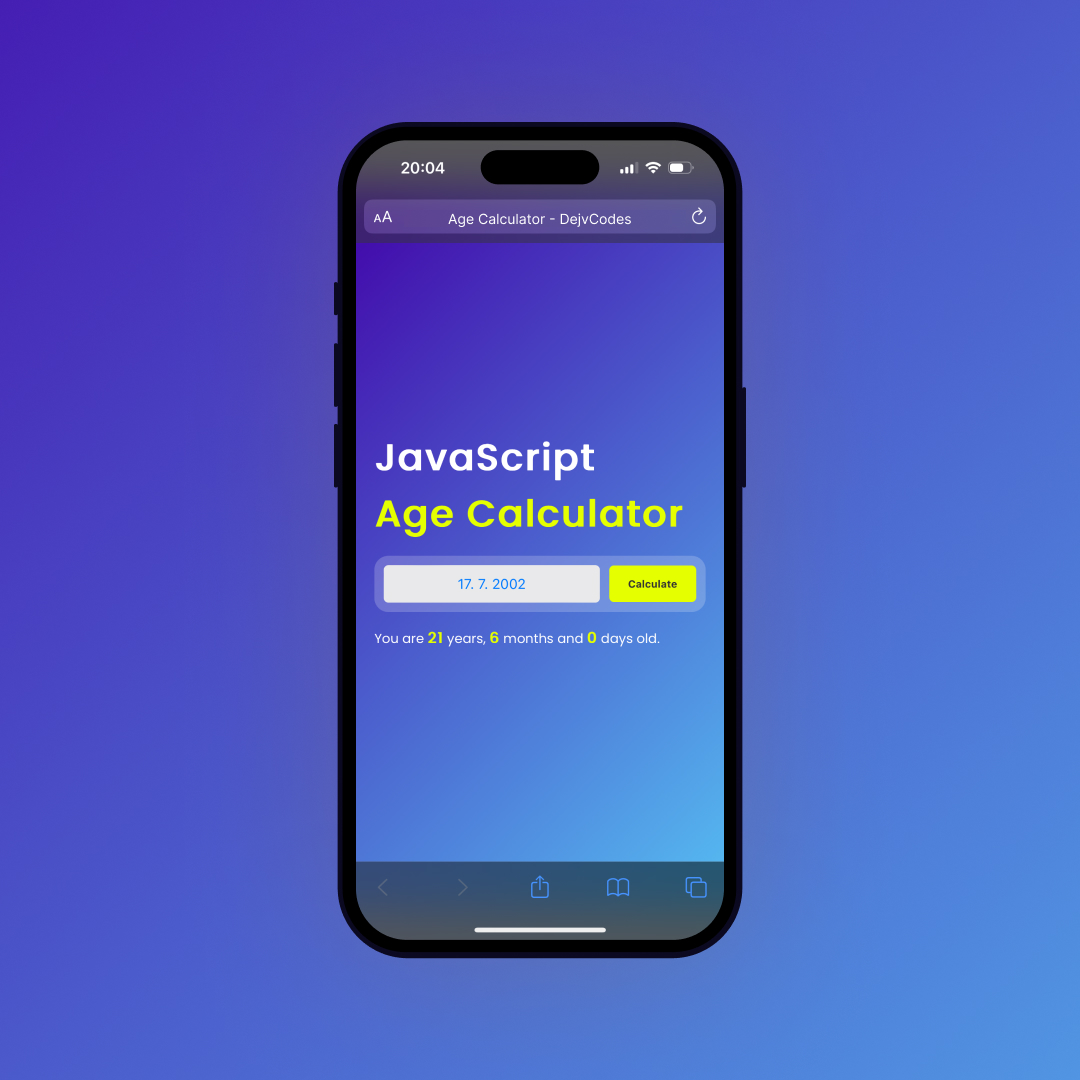 20:04
AA
Age Calculator - DejvCodes
JavaScript
Age Calculator
17. 7. 2002
Calculate
You are 21 years, 6 months and 0 days old.